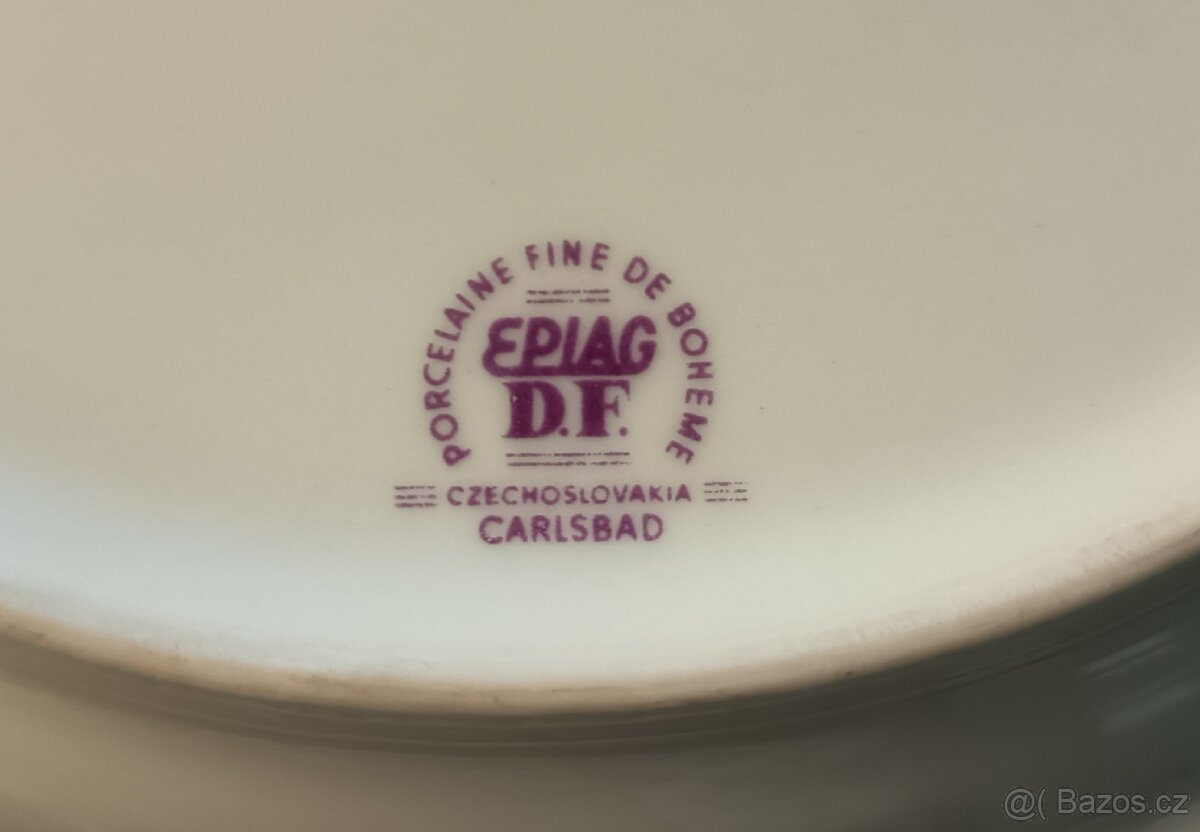 PORCELAINE FINE DE BOHEME
EPIAG
D.F.
CZECHOSLOVAKIA
CARLSBAD
@( Bazos.cz